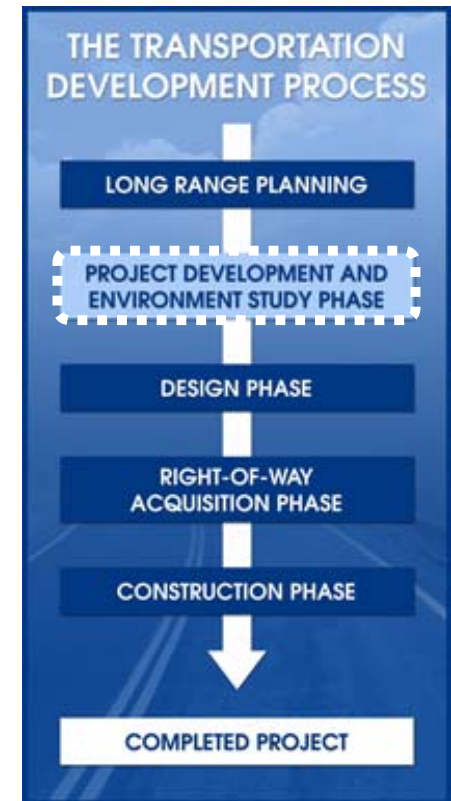 THE TRANSPORTATION
DEVELOPMENT PROCESS
LONG RANGE PLANNING
PROJECT DEVELOPMENT AND
ENVIRONMENT STUDY PHASE
DESIGN PHASE
RIGHT-OF-WAY
ACQUISITION PHASE
CONSTRUCTION PHASE
COMPLETED PROJECT